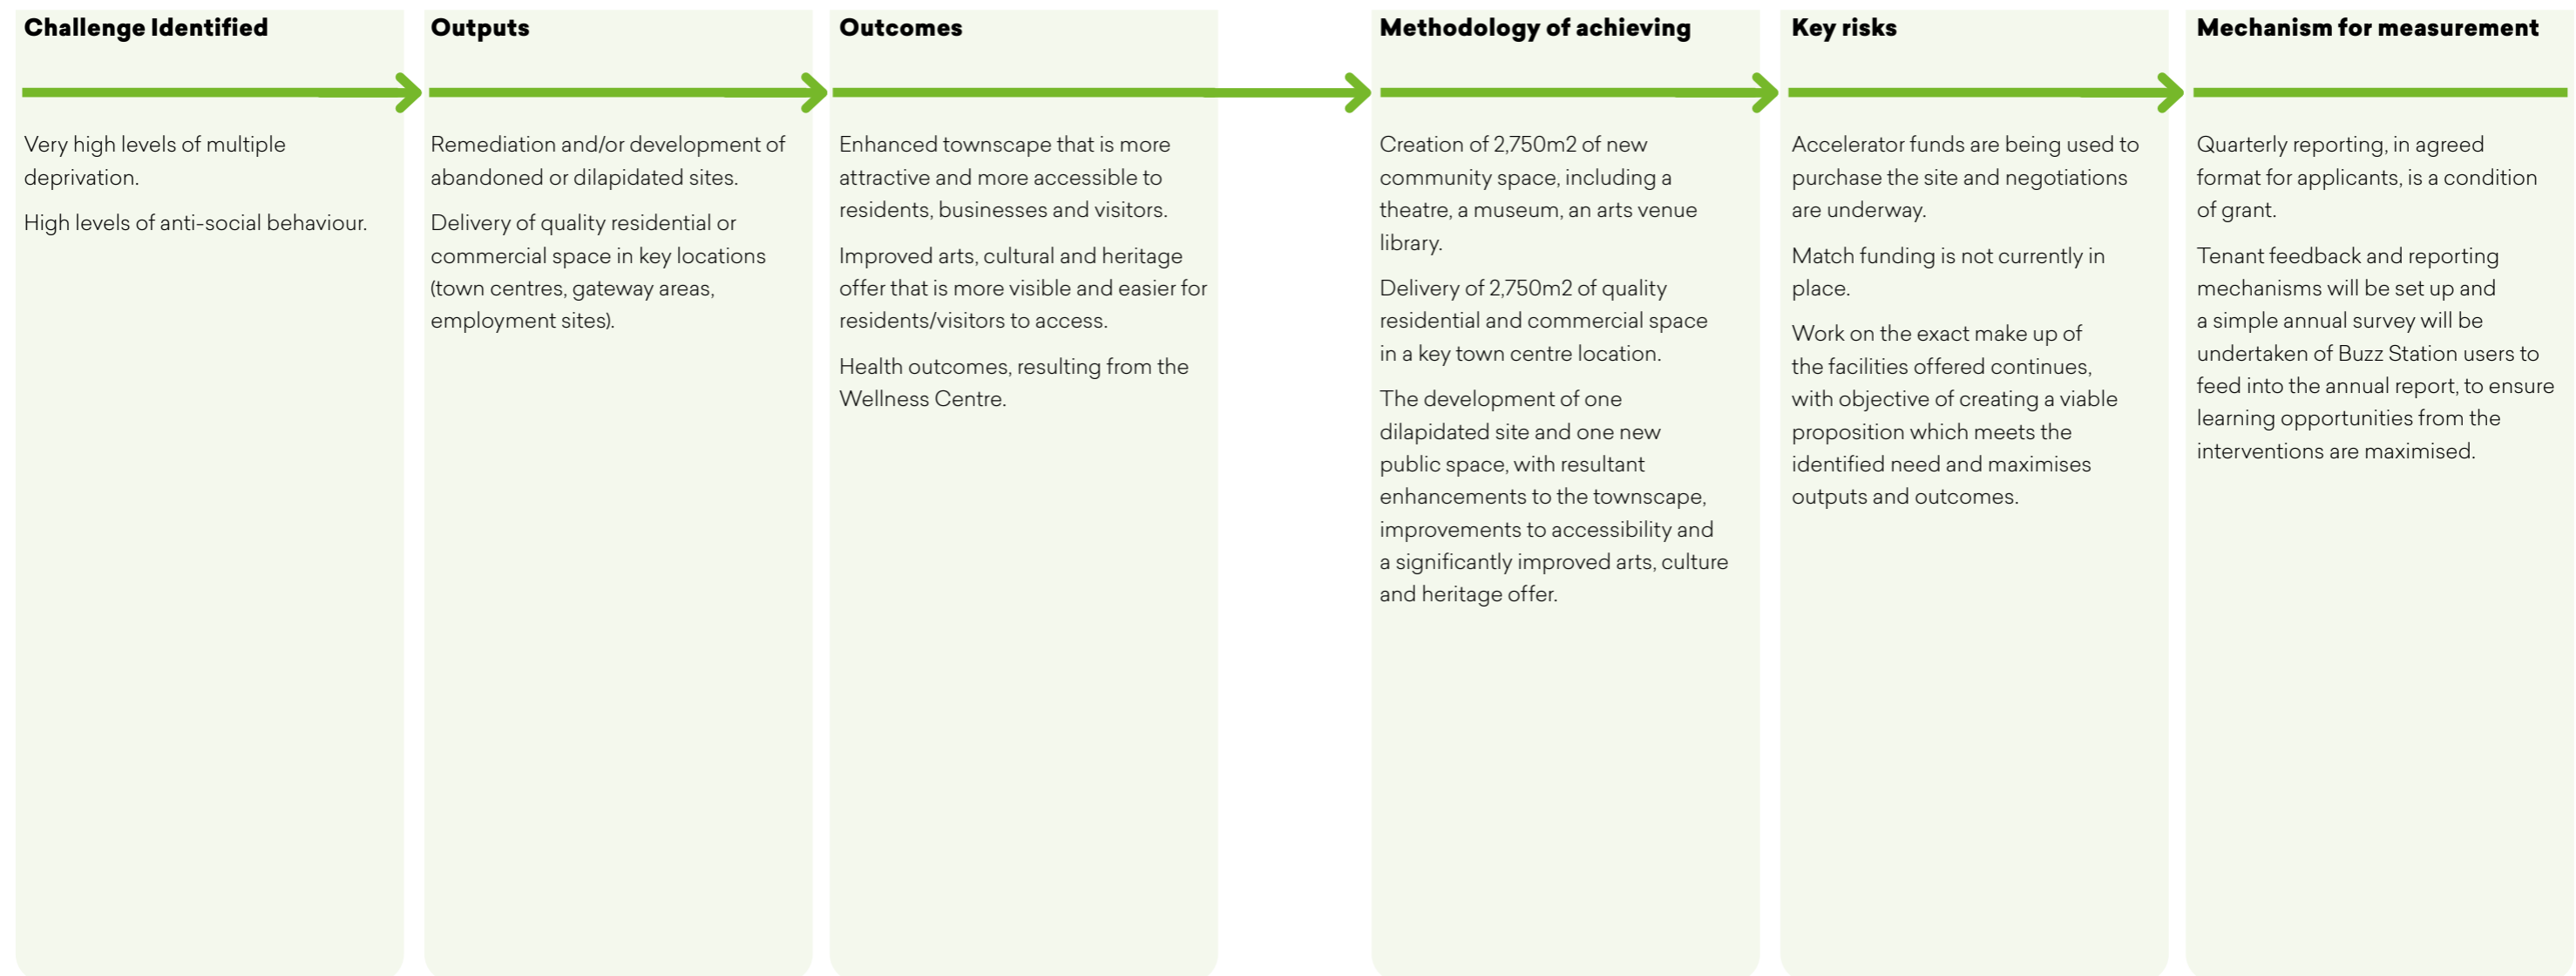 Challenge Identified
Very high levels of multiple
deprivation.
High levels of anti-social behaviour.
Outputs
Remediation and/or development of
abandoned or dilapidated sites.
Delivery of quality residential or
commercial space in key locations
(town centres, gateway areas,
employment sites).
Outcomes
Enhanced townscape that is more
attractive and more accessible to
residents, businesses and visitors.
Improved arts, cultural and heritage
offer that is more visible and easier for
residents/visitors to access.
Health outcomes, resulting from the
Wellness Centre.
Methodology of achieving
Creation of 2,750m2 of new
community space, including a
theatre, a museum, an arts venue
library.
Delivery of 2,750m2 of quality
residential and commercial space
in a key town centre location.
The development of one
dilapidated site and one new
public space, with resultant
enhancements to the townscape,
improvements to accessibility and
a significantly improved arts, culture
and heritage offer.
Key risks
Accelerator funds are being used to
purchase the site and negotiations
are underway.
Match funding is not currently in
place.
Work on the exact make up of
the facilities offered continues,
with objective of creating a viable
proposition which meets the
identified need and maximises
outputs and outcomes.
Mechanism for measurement
Quarterly reporting, in agreed
format for applicants, is a condition
of grant.
Tenant feedback and reporting
mechanisms will be set up and
a simple annual survey will be
undertaken of Buzz Station users to
feed into the annual report, to ensure
learning opportunities from the
interventions are maximised.